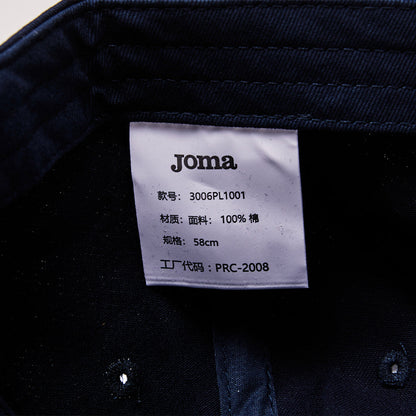 Joma
款号: 3006PL1001
材质: 面料: 100% 棉
规格: 58cm
工厂代码: PRC-2008